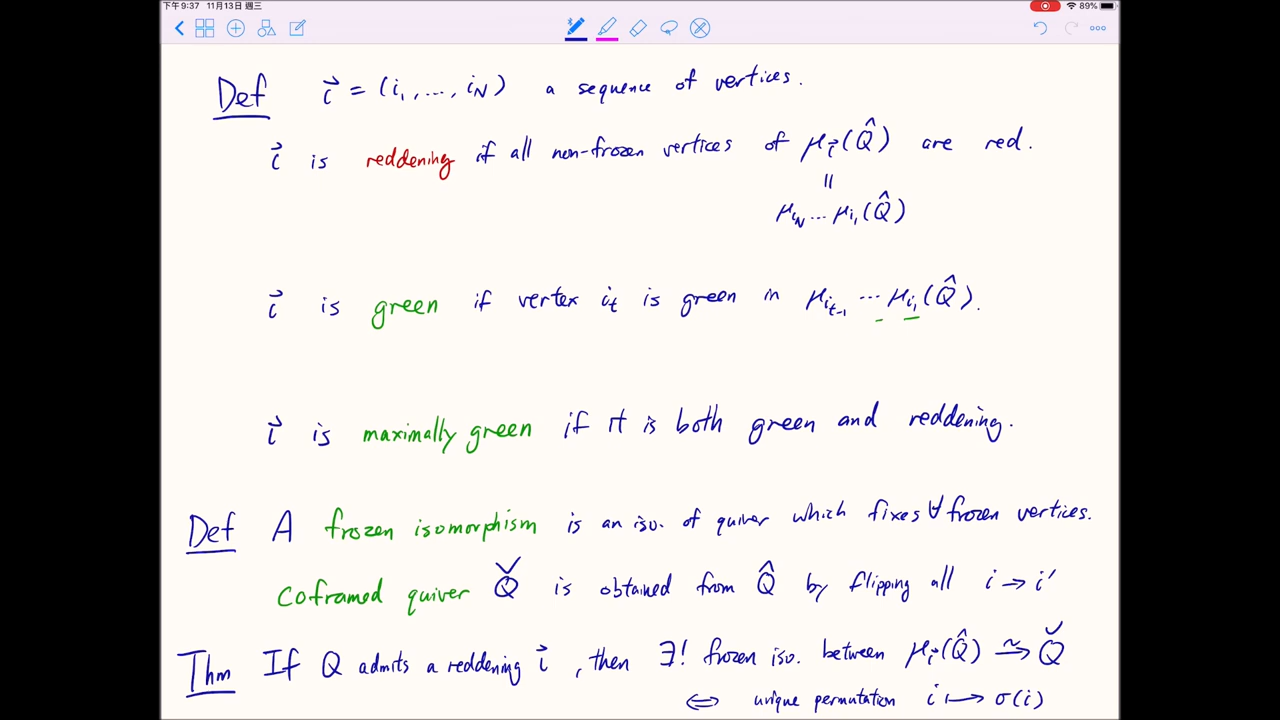 下午9:37 11月13日 週三 89%
Def i⃗ = (i₁, ..., i_N) a sequence of vertices.
i⃗ is reddening if all non-frozen vertices of μ_i⃗(Q̂) are red.
||
μ_{i_N} ... μ_{i₁}(Q̂)
i⃗ is green if vertex i_t is green in μ_{i_{t-1}} ... μ_{i₁}(Q̂).
i⃗ is maximally green if it is both green and reddening.
Def A frozen isomorphism is an iso. of quiver which fixes ∀ frozen vertices.
Coframed quiver Q̌ is obtained from Q̂ by flipping all i → i'
Thm If Q admits a reddening i⃗, then ∃! frozen iso. between μ_i⃗(Q̂) ⥲ Q̌
⇔ unique permutation i ↦ σ(i)